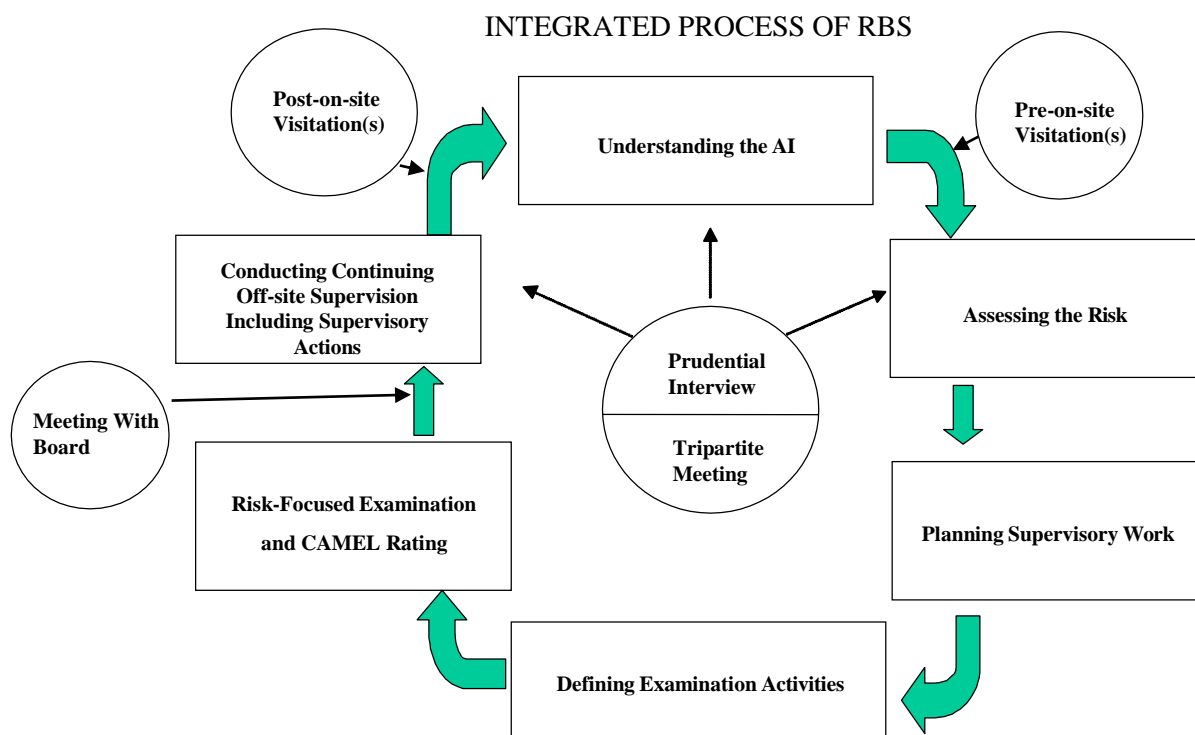 INTEGRATED PROCESS OF RBS
Post-on-site
Visitation(s)
Understanding the AI
Pre-on-site
Visitation(s)
Conducting Continuing
Off-site Supervision
Including Supervisory
Actions
Assessing the Risk
Prudential
Interview
Tripartite
Meeting
Meeting With
Board
Risk-Focused Examination
and CAMEL Rating
Planning Supervisory Work
Defining Examination Activities